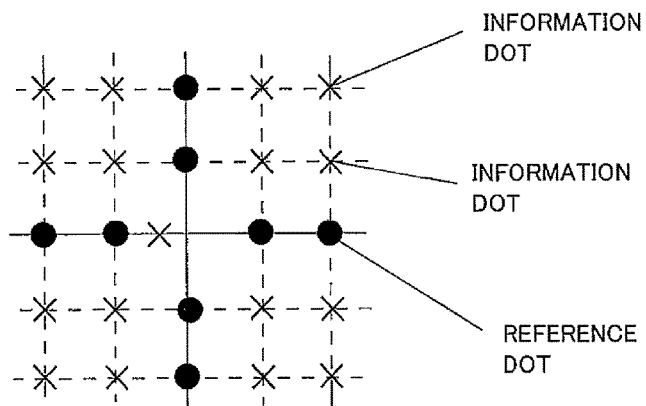 INFORMATION
DOT
INFORMATION
DOT
REFERENCE
DOT